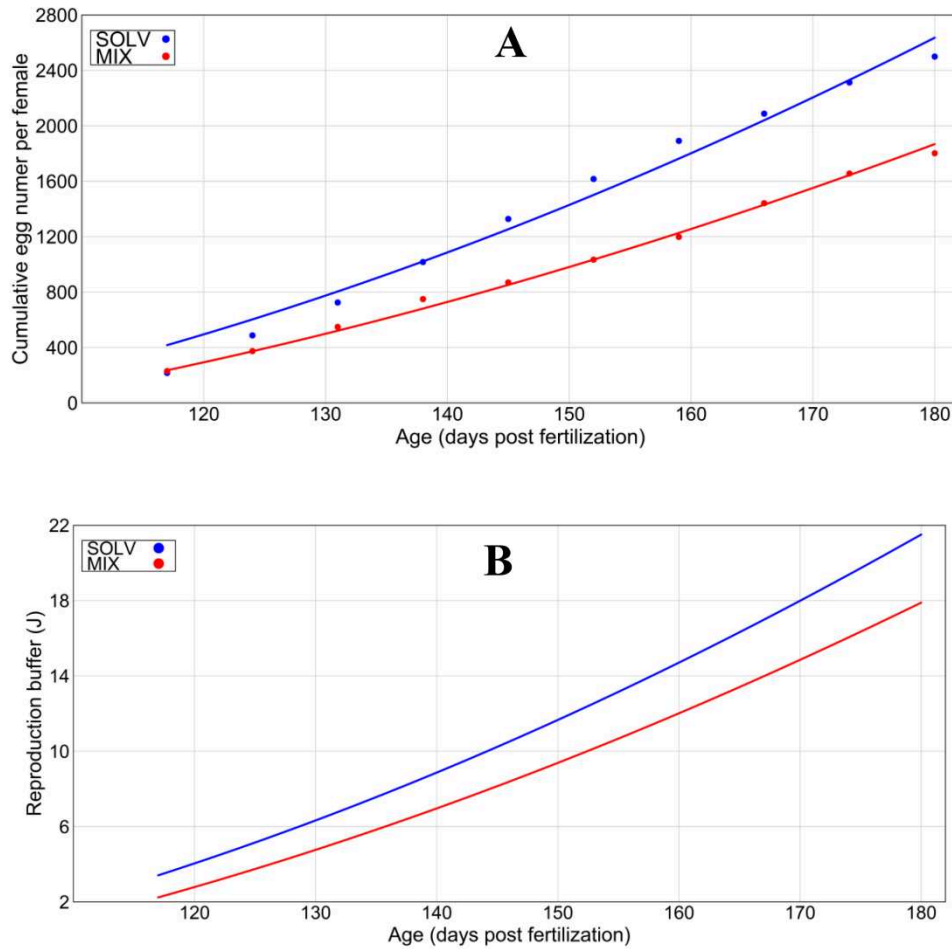 A
SOLV
MIX
2800
2400
2000
1600
1200
800
400
0
Cumulative egg numer per female
120 130 140 150 160 170 180
Age (days post fertilization)
B
SOLV
MIX
22
18
14
10
6
2
Reproduction buffer (J)
120 130 140 150 160 170 180
Age (days post fertilization)